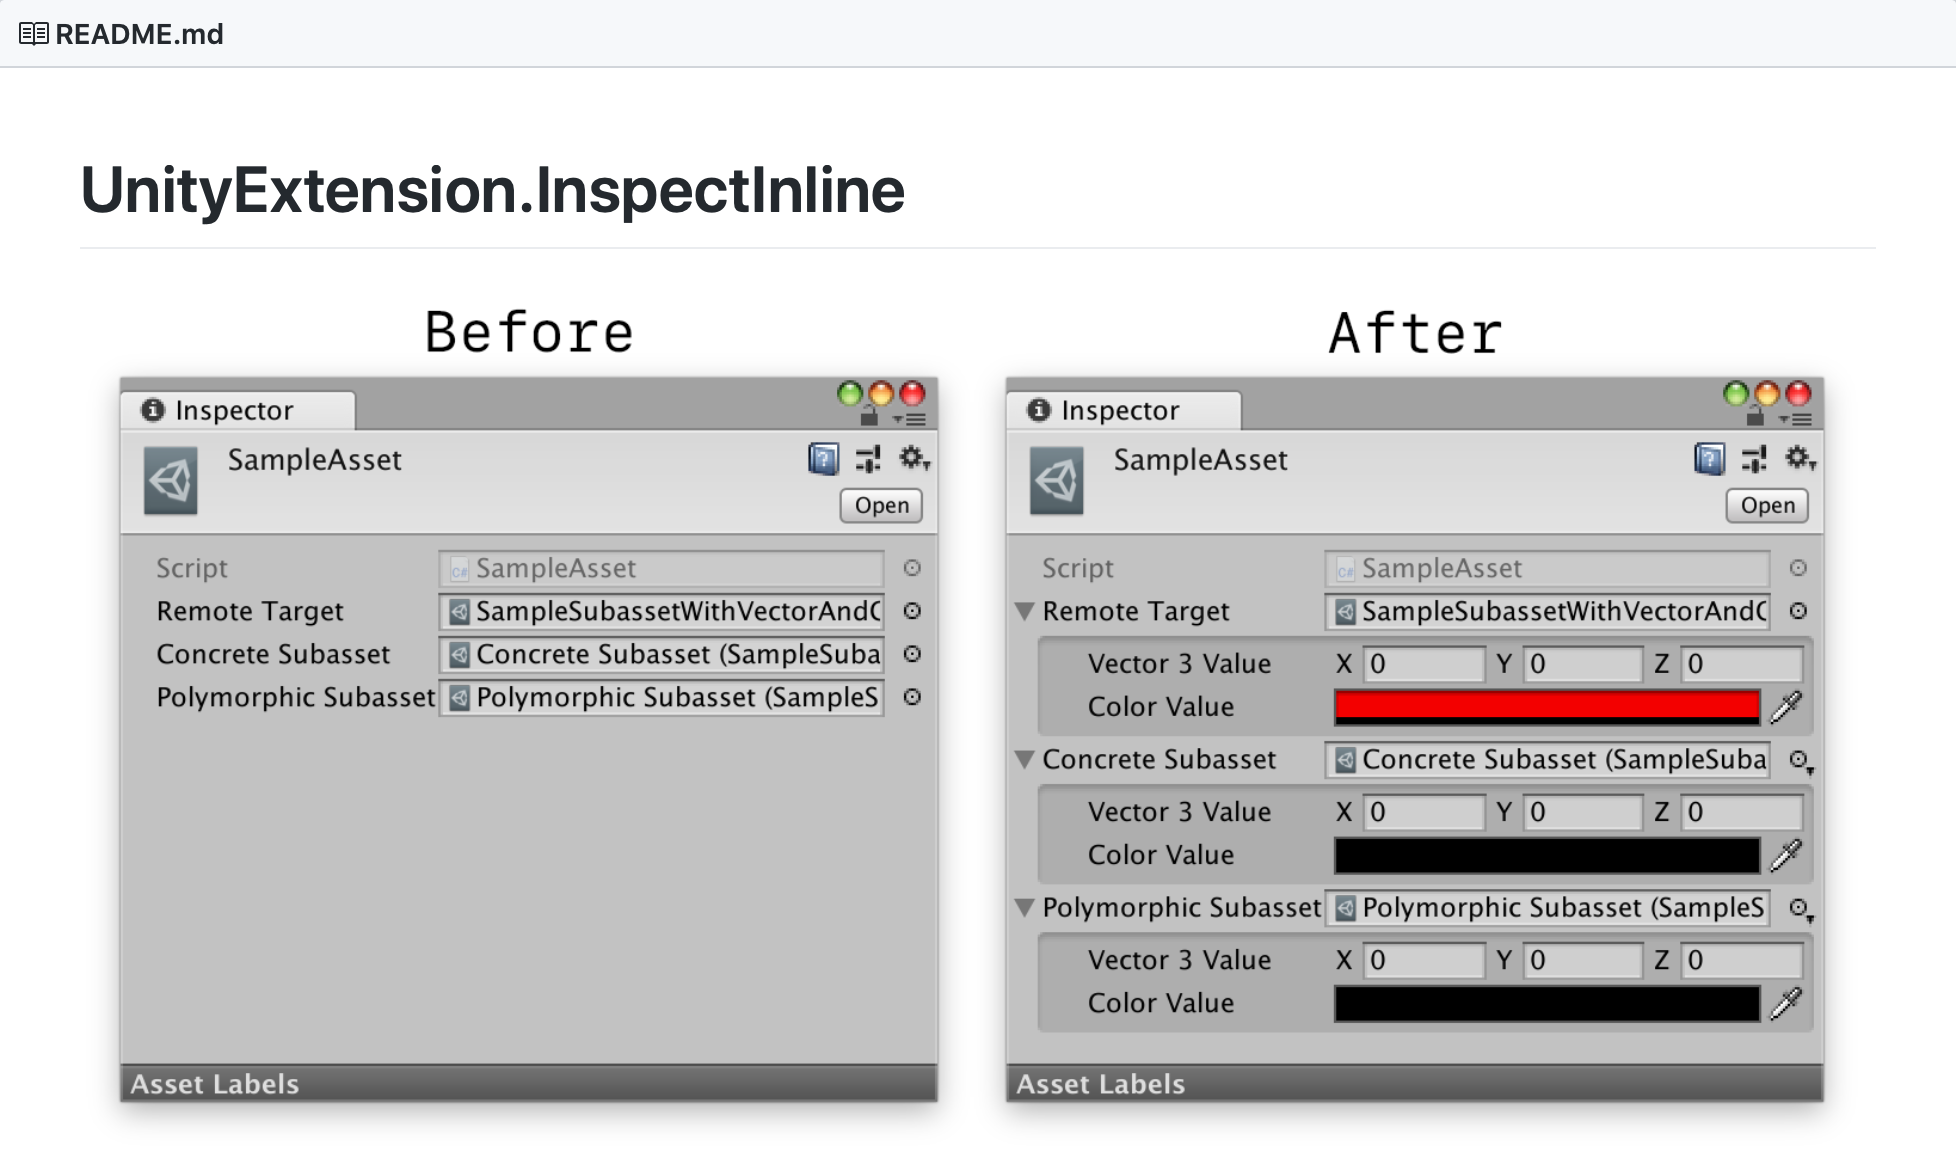 README.md
UnityExtension.InspectInline
Before
Inspector
SampleAsset
Open
Script SampleAsset
Remote Target SampleSubassetWithVectorAndC
Concrete Subasset Concrete Subasset (SampleSuba
Polymorphic Subasset Polymorphic Subasset (SampleS
Asset Labels
After
Inspector
SampleAsset
Open
Script SampleAsset
Remote Target SampleSubassetWithVectorAndC
Vector 3 Value X 0 Y 0 Z 0
Color Value
Concrete Subasset Concrete Subasset (SampleSuba
Vector 3 Value X 0 Y 0 Z 0
Color Value
Polymorphic Subasset Polymorphic Subasset (SampleS
Vector 3 Value X 0 Y 0 Z 0
Color Value
Asset Labels